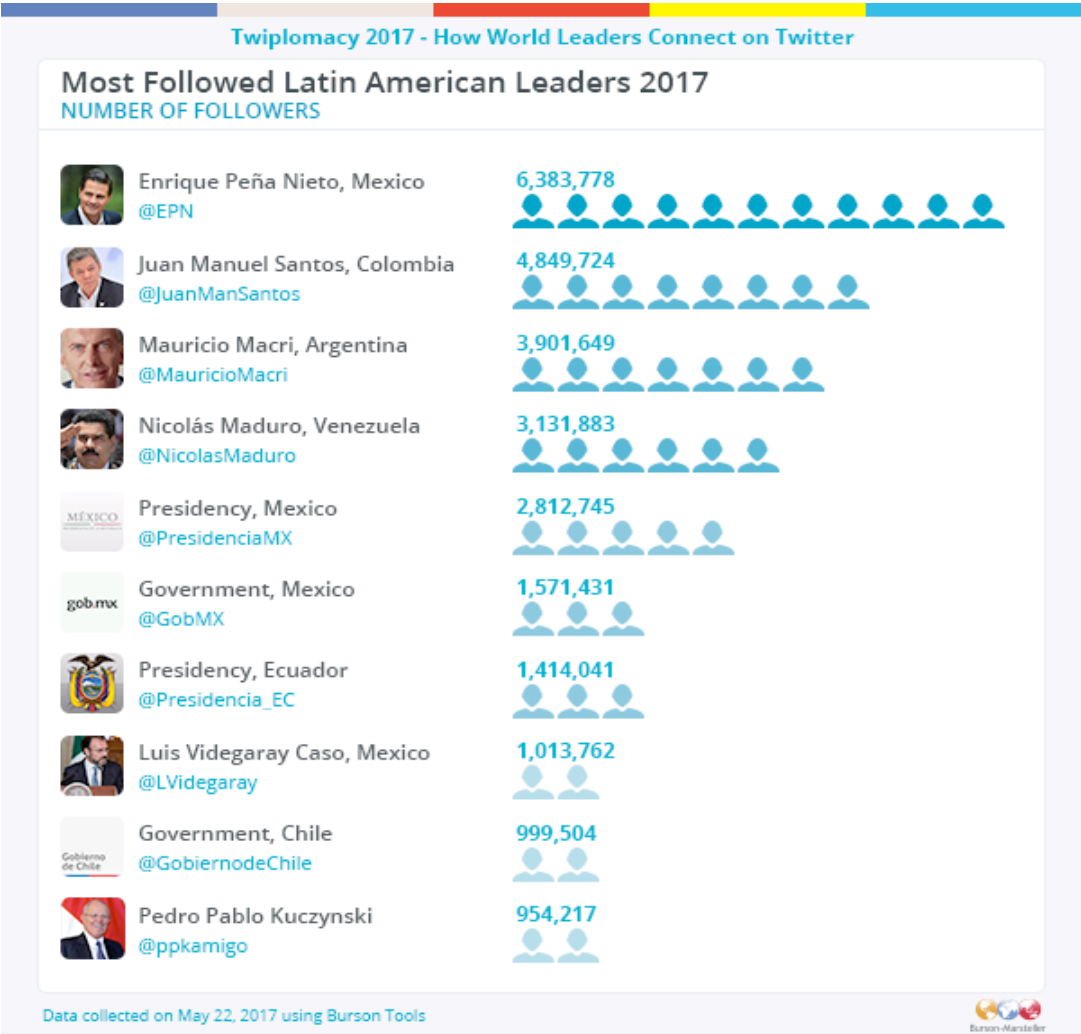 Twiplomacy 2017 - How World Leaders Connect on Twitter
Most Followed Latin American Leaders 2017
NUMBER OF FOLLOWERS
Enrique Peña Nieto, Mexico
@EPN
6,383,778
Juan Manuel Santos, Colombia
@JuanManSantos
4,849,724
Mauricio Macri, Argentina
@MauricioMacri
3,901,649
Nicolás Maduro, Venezuela
@NicolasMaduro
3,131,883
MÉXICO
Presidency, Mexico
@PresidenciaMX
2,812,745
gob.mx
Government, Mexico
@GobMX
1,571,431
Presidency, Ecuador
@Presidencia_EC
1,414,041
Luis Videgaray Caso, Mexico
@LVidegaray
1,013,762
Gobierno
de Chile
Government, Chile
@GobiernodeChile
999,504
Pedro Pablo Kuczynski
@ppkamigo
954,217
Data collected on May 22, 2017 using Burson Tools
Burson-Marsteller